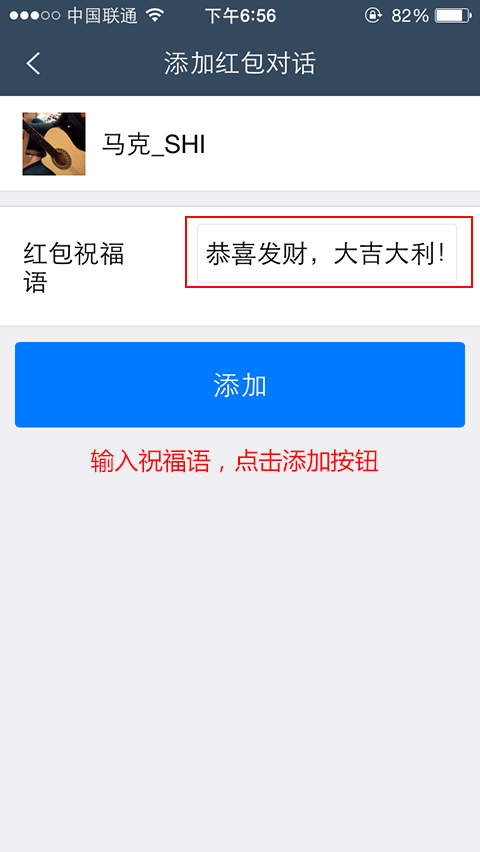 中国联通 下午6:56 82%
添加红包对话
马克_SHI
红包祝福
语
恭喜发财，大吉大利!
添加
输入祝福语，点击添加按钮